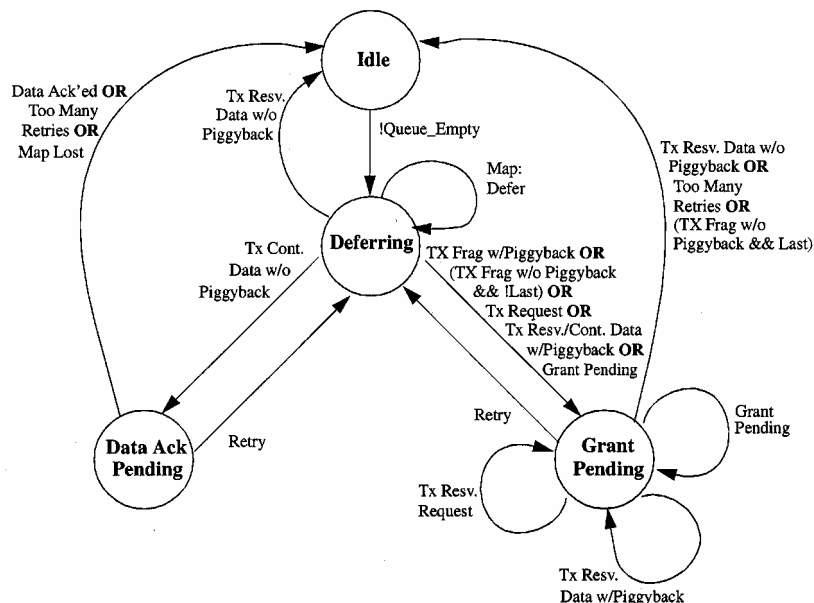 Idle
Data Ack'ed OR
Too Many
Retries OR
Map Lost
Tx Resv.
Data w/o
Piggyback
!Queue_Empty
Map:
Defer
Tx Resv. Data w/o
Piggyback OR
Too Many
Retries OR
(TX Frag w/o
Piggyback && Last)
Deferring
Tx Cont.
Data w/o
Piggyback
TX Frag w/Piggyback OR
(TX Frag w/o Piggyback
&& !Last) OR
Tx Request OR
Tx Resv./Cont. Data
w/Piggyback OR
Grant Pending
Data Ack
Pending
Retry
Retry
Grant
Pending
Grant
Pending
Tx Resv.
Request
Tx Resv.
Data w/Piggyback